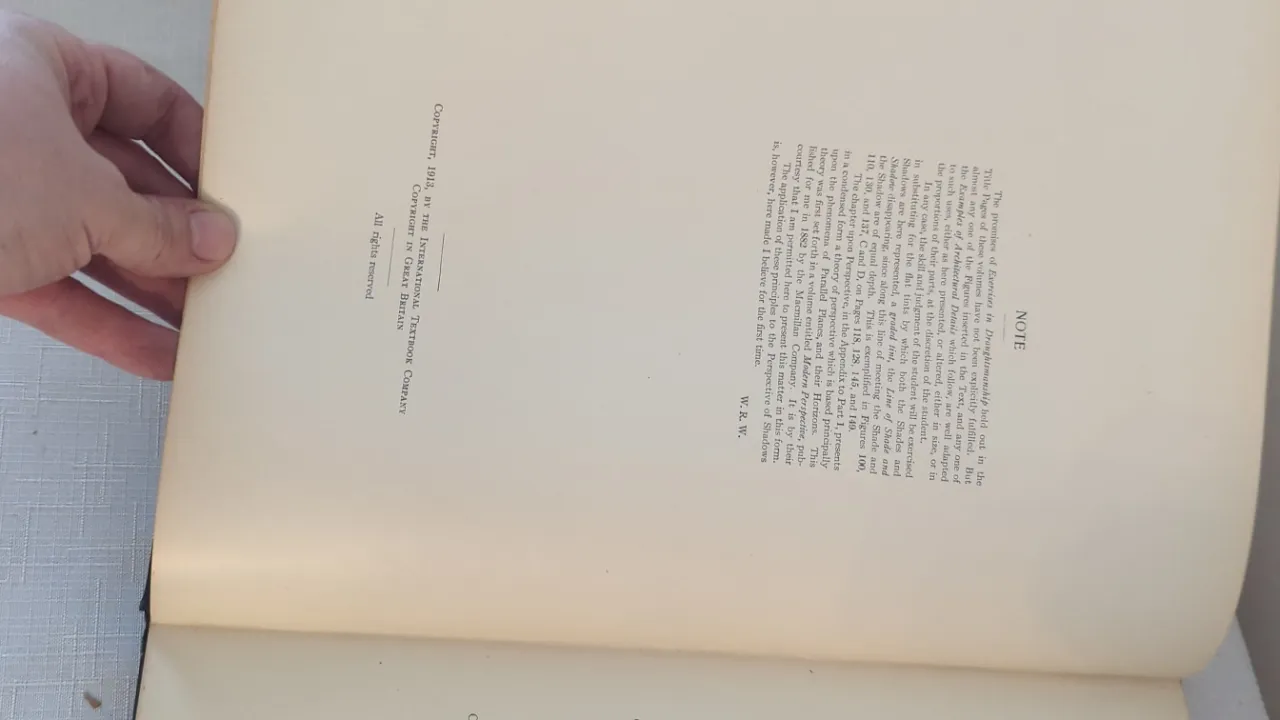 NOTE
The promises of Exercises in Draughtsmanship held out in the
Title Pages of these volumes have not been explicitly fulfilled. But
almost any one of the Figures inserted in the Text, and any one of
the Examples of Architectural Details which follow, are well adapted
to such uses, either as here presented, or altered, either in size, or in
the proportions of their parts, at the discretion of the student.
In any case, the skill and judgment of the student will be exercised
in substituting for the flat tints by which both the Shades and
Shadows are here represented, a graded tint, the Line of Shade and
Shadow disappearing, since along this line of meeting the Shade and
the Shadow are of equal depth. This is exemplified in Figures 100,
110, 130, and 137, C and D, on Pages 118, 128, 145, and 149.
The chapter upon Perspective, in the Appendix to Part I, presents
in a condensed form a theory of perspective which is based principally
upon the phenomena of Parallel Planes, and their Horizons. This
theory was first set forth in a volume entitled Modern Perspective, pub-
lished for me in 1882 by the Macmillan Company. It is by their
courtesy that I am permitted here to present this matter in this form.
The application of these principles to the Perspective of Shadows
is, however, here made I believe for the first time.
W. R. W.
COPYRIGHT, 1913, BY THE INTERNATIONAL TEXTBOOK COMPANY
COPYRIGHT IN GREAT BRITAIN
All rights reserved